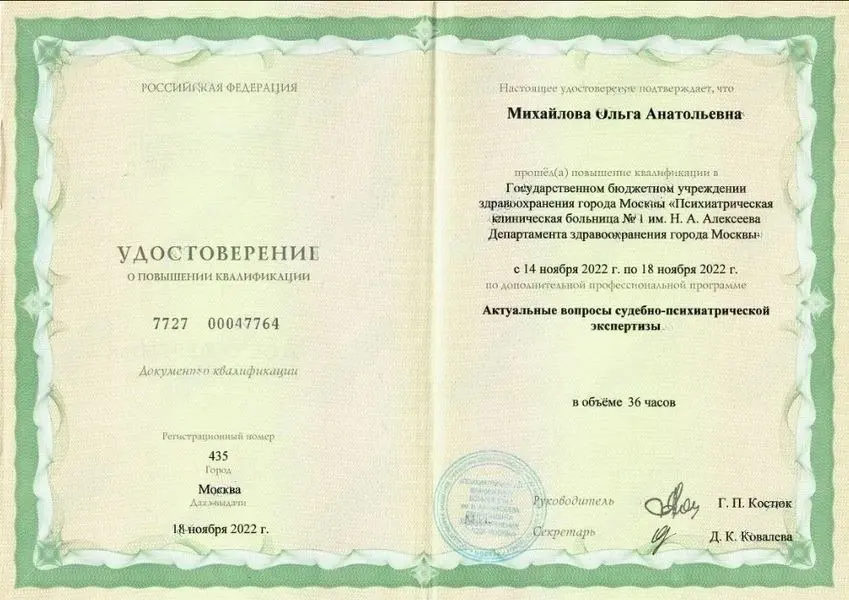 РОССИЙСКАЯ ФЕДЕРАЦИЯ
УДОСТОВЕРЕНИЕ
О ПОВЫШЕНИИ КВАЛИФИКАЦИИ
7727 00047764
Документ о квалификации
Регистрационный номер
435
Город
Москва
Дата выдачи
18 ноября 2022 г.
Настоящее удостоверение подтверждает, что
Михайлова Ольга Анатольевна
прошёл(а) повышение квалификации в
Государственном бюджетном учреждении
здравоохранения города Москвы «Психиатрическая
клиническая больница № 1 им. Н. А. Алексеева
Департамента здравоохранения города Москвы»
с 14 ноября 2022 г. по 18 ноября 2022 г.
по дополнительной профессиональной программе
Актуальные вопросы судебно-психиатрической
экспертизы
в объёме 36 часов
М.П.
Руководитель
Г. П. Костюк
Секретарь
Д. К. Ковалева